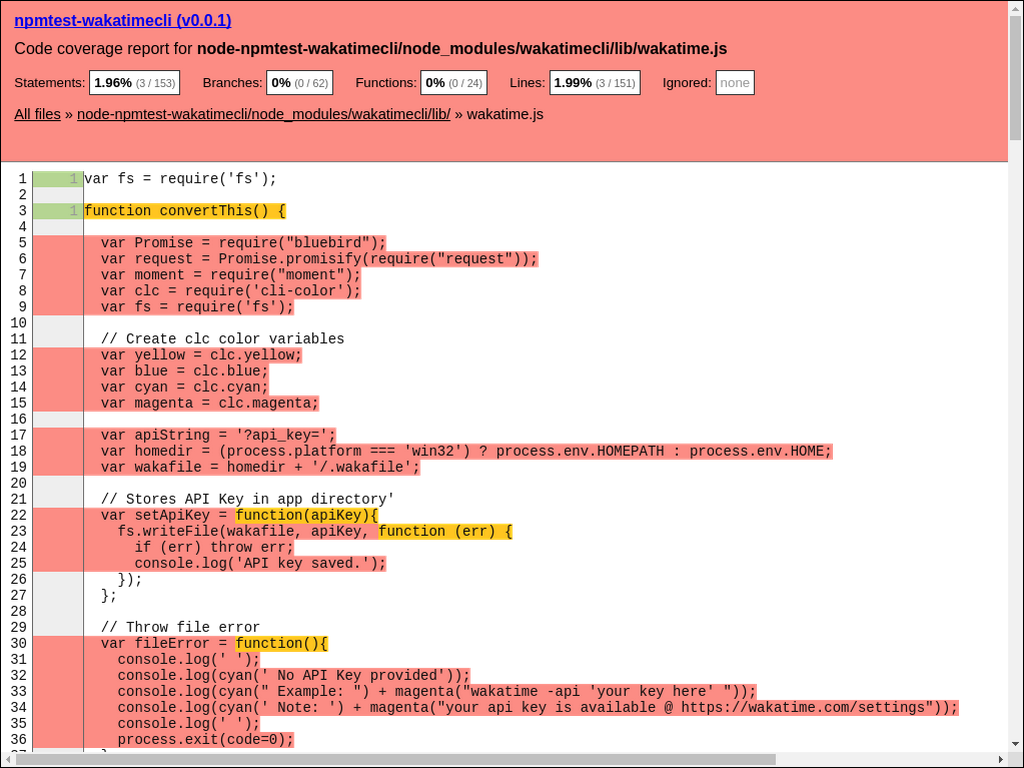 npmtest-wakatimecli (v0.0.1)
Code coverage report for node-npmtest-wakatimecli/node_modules/wakatimecli/lib/wakatime.js
Statements: 1.96% (3 / 153) Branches: 0% (0 / 62) Functions: 0% (0 / 24) Lines: 1.99% (3 / 151) Ignored: none
All files » node-npmtest-wakatimecli/node_modules/wakatimecli/lib/ » wakatime.js
1 1 var fs = require('fs');
2
3 1 function convertThis() {
4
5 var Promise = require("bluebird");
6 var request = Promise.promisify(require("request"));
7 var moment = require("moment");
8 var clc = require('cli-color');
9 var fs = require('fs');
10
11 // Create clc color variables
12 var yellow = clc.yellow;
13 var blue = clc.blue;
14 var cyan = clc.cyan;
15 var magenta = clc.magenta;
16
17 var apiString = '?api_key=';
18 var homedir = (process.platform === 'win32') ? process.env.HOMEPATH : process.env.HOME;
19 var wakafile = homedir + '/.wakafile';
20
21 // Stores API Key in app directory'
22 var setApiKey = function(apiKey){
23 fs.writeFile(wakafile, apiKey, function (err) {
24 if (err) throw err;
25 console.log('API key saved.');
26 });
27 };
28
29 // Throw file error
30 var fileError = function(){
31 console.log(' ');
32 console.log(cyan(' No API Key provided'));
33 console.log(cyan(" Example: ") + magenta("wakatime -api 'your key here' "));
34 console.log(cyan(' Note: ') + magenta("your api key is available @ https://wakatime.com/settings"));
35 console.log(' ');
36 process.exit(code=0);